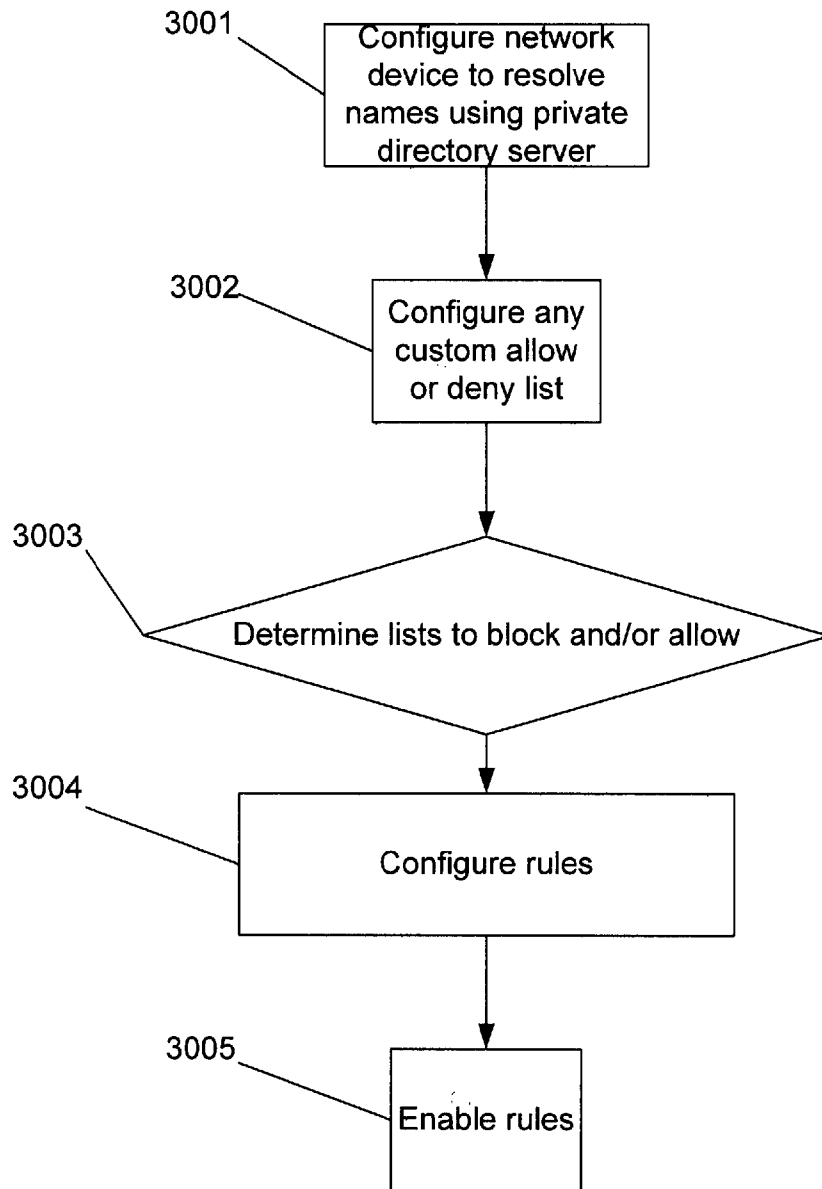 3001
Configure network
device to resolve
names using private
directory server
3002
Configure any
custom allow
or deny list
3003
Determine lists to block and/or allow
3004
Configure rules
3005
Enable rules